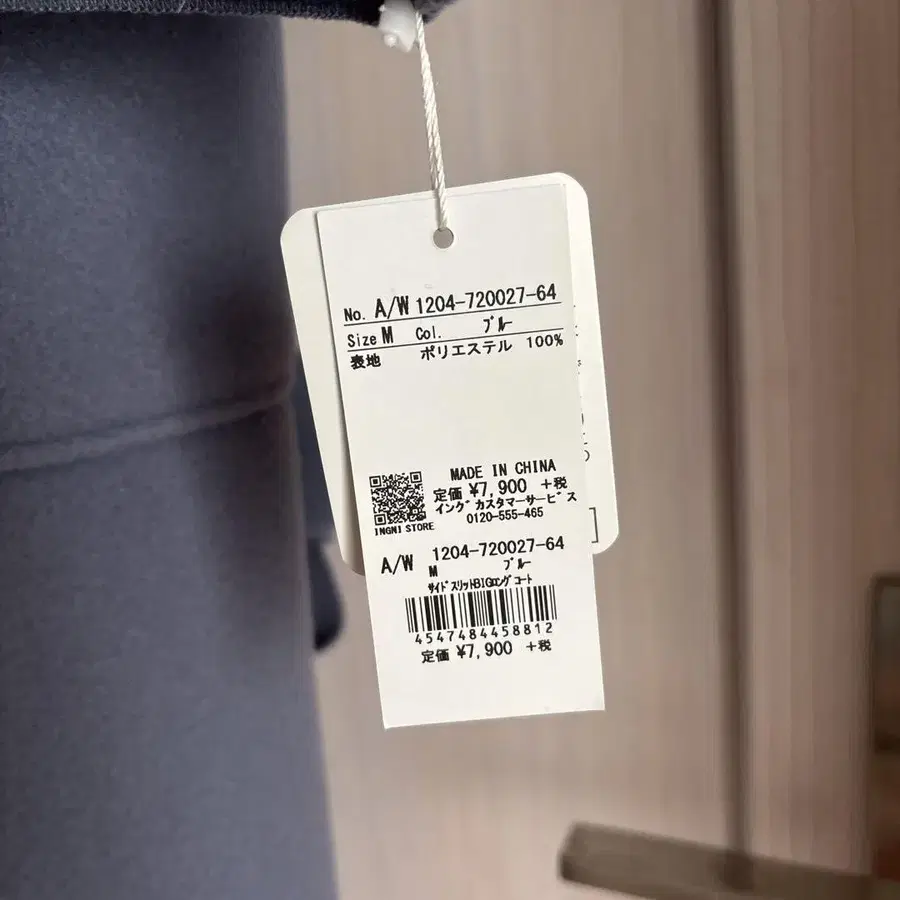 No. A/W 1204-720027-64
Size M Col. ブルー
表地 ポリエステル 100%
MADE IN CHINA
定価 ¥7,900 +税
イング カスタマーサービス
0120-555-465
INGNI STORE
A/W 1204-720027-64
M ブルー
サイドスリットBIGロング コート
4547484458812
定価 ¥7,900 +税